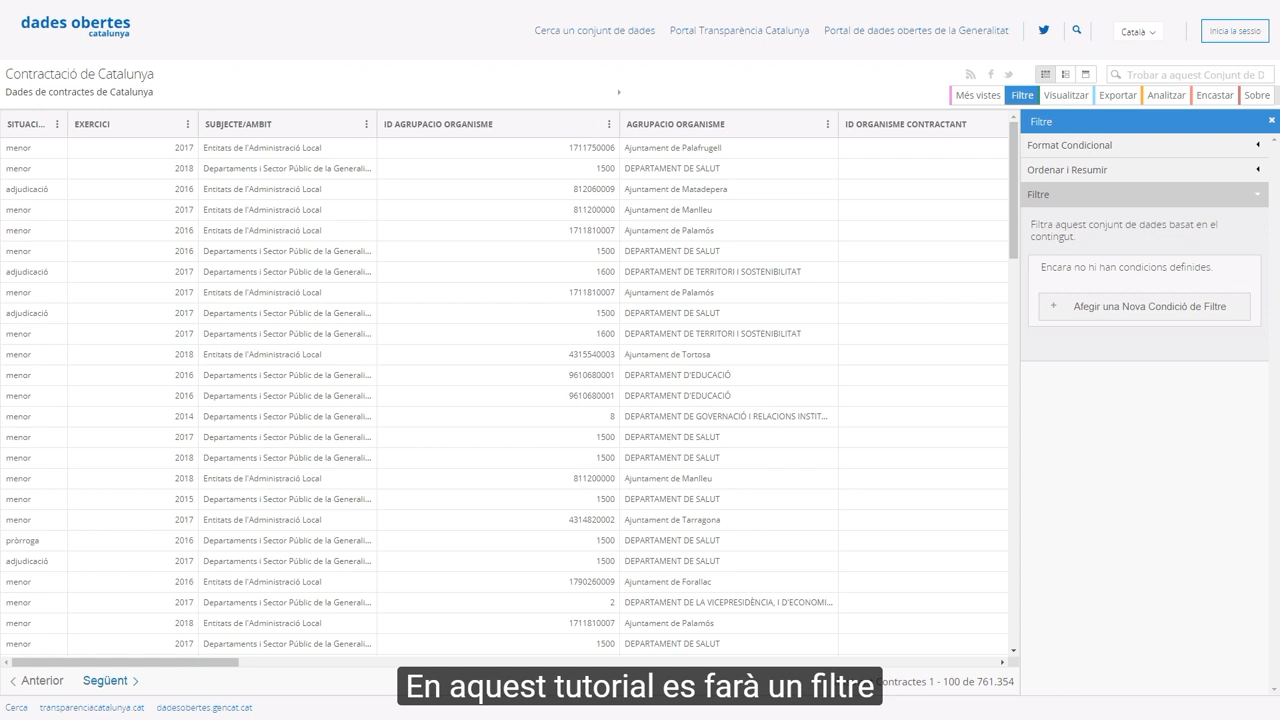 dades obertes
catalunya
Cerca un conjunt de dades Portal Transparència Catalunya Portal de dades obertes de la Generalitat Català Inicia la sessio
Contractació de Catalunya
Trobar a aquest Conjunt de D
Dades de contractes de Catalunya
Més vistes Filtre Visualitzar Exportar Analitzar Encastar Sobre
SITUACI... EXERCICI SUBJECTE/AMBIT ID AGRUPACIO ORGANISME AGRUPACIO ORGANISME ID ORGANISME CONTRACTANT
menor 2017 Entitats de l'Administració Local 1711750006 Ajuntament de Palafrugell
menor 2018 Departaments i Sector Públic de la Generali... 1500 DEPARTAMENT DE SALUT
adjudicació 2016 Entitats de l'Administració Local 812060009 Ajuntament de Matadepera
menor 2017 Entitats de l'Administració Local 811200000 Ajuntament de Manlleu
menor 2016 Entitats de l'Administració Local 1711810007 Ajuntament de Palamós
menor 2016 Departaments i Sector Públic de la Generali... 1500 DEPARTAMENT DE SALUT
adjudicació 2017 Departaments i Sector Públic de la Generali... 1600 DEPARTAMENT DE TERRITORI I SOSTENIBILITAT
menor 2017 Entitats de l'Administració Local 1711810007 Ajuntament de Palamós
adjudicació 2017 Departaments i Sector Públic de la Generali... 1500 DEPARTAMENT DE SALUT
menor 2017 Departaments i Sector Públic de la Generali... 1600 DEPARTAMENT DE TERRITORI I SOSTENIBILITAT
menor 2018 Entitats de l'Administració Local 4315540003 Ajuntament de Tortosa
menor 2016 Departaments i Sector Públic de la Generali... 9610680001 DEPARTAMENT D'EDUCACIÓ
menor 2016 Departaments i Sector Públic de la Generali... 9610680001 DEPARTAMENT D'EDUCACIÓ
menor 2014 Departaments i Sector Públic de la Generali... 8 DEPARTAMENT DE GOVERNACIÓ I RELACIONS INSTIT...
menor 2017 Departaments i Sector Públic de la Generali... 1500 DEPARTAMENT DE SALUT
menor 2018 Departaments i Sector Públic de la Generali... 1500 DEPARTAMENT DE SALUT
menor 2018 Entitats de l'Administració Local 811200000 Ajuntament de Manlleu
menor 2015 Departaments i Sector Públic de la Generali... 1500 DEPARTAMENT DE SALUT
menor 2017 Entitats de l'Administració Local 4314820002 Ajuntament de Tarragona
pròrroga 2016 Departaments i Sector Públic de la Generali... 1500 DEPARTAMENT DE SALUT
adjudicació 2017 Departaments i Sector Públic de la Generali... 1500 DEPARTAMENT DE SALUT
menor 2016 Entitats de l'Administració Local 1790260009 Ajuntament de Forallac
menor 2017 Departaments i Sector Públic de la Generali... 2 DEPARTAMENT DE LA VICEPRESIDÈNCIA, I D'ECONOMI...
menor 2018 Entitats de l'Administració Local 1711810007 Ajuntament de Palamós
menor 2017 Departaments i Sector Públic de la Generali... 1500 DEPARTAMENT DE SALUT
Filtre
Format Condicional
Ordenar i Resumir
Filtre
Filtra aquest conjunt de dades basat en el
contingut.
Encara no hi han condicions definides.
+ Afegir una Nova Condició de Filtre
Anterior Següent Contractes 1 - 100 de 761.354
En aquest tutorial es farà un filtre
Cerca transparenciacatalunya.cat dadesobertes.gencat.cat